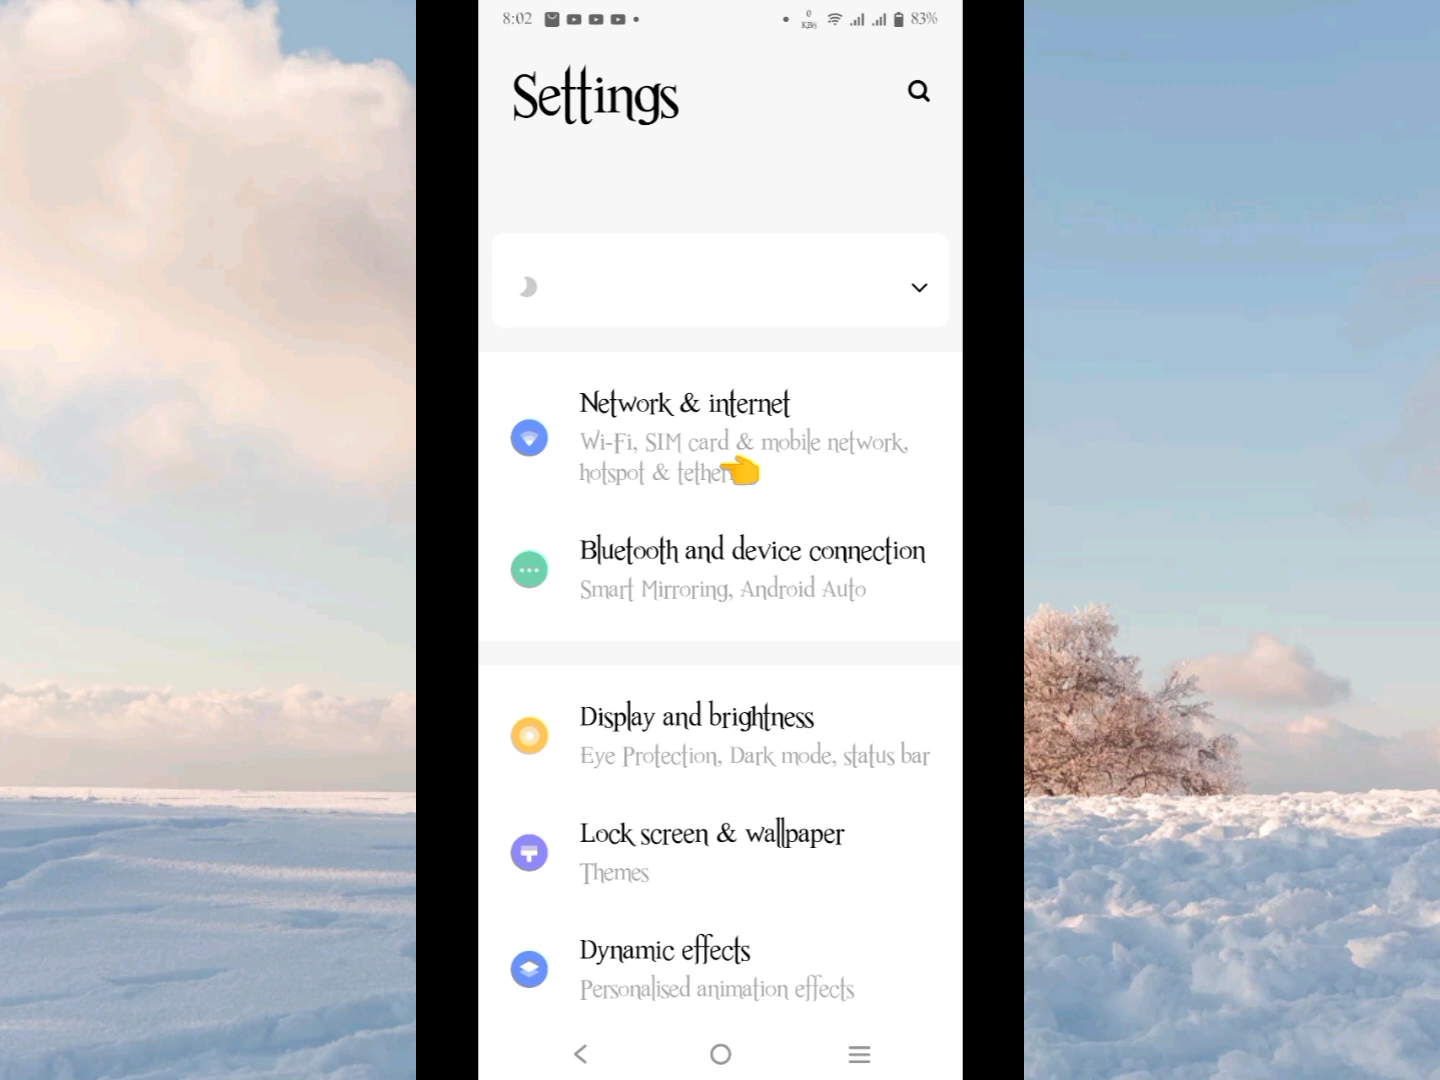 8:02
0
KB/s
83%
Settings
Network & internet
Wi-Fi, SIM card & mobile network,
hotspot & tether
Bluetooth and device connection
Smart Mirroring, Android Auto
Display and brightness
Eye Protection, Dark mode, status bar
Lock screen & wallpaper
Themes
Dynamic effects
Personalised animation effects